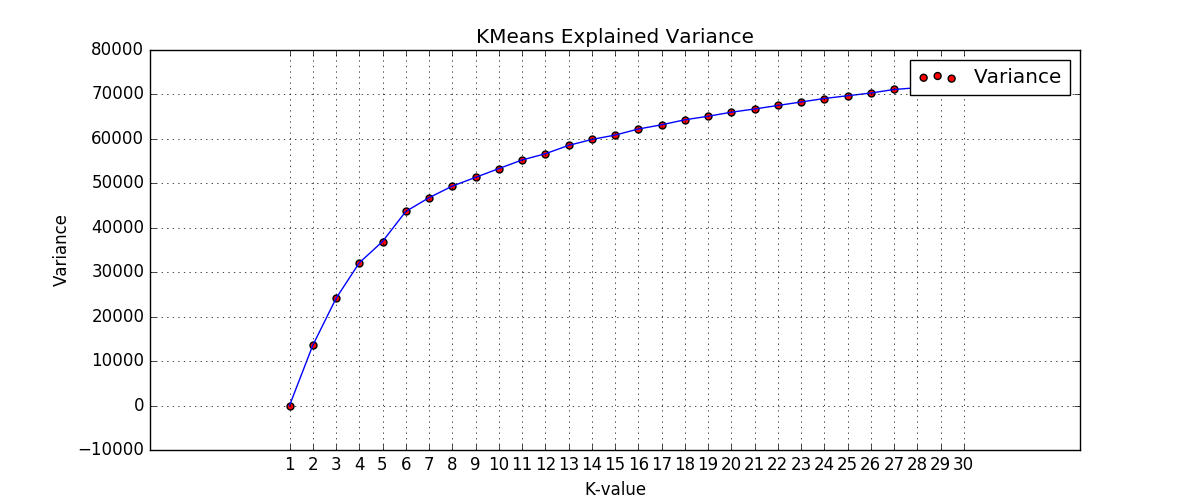 KMeans Explained Variance
80000
70000
60000
50000
40000
30000
20000
10000
0
−10000
Variance
Variance
1 2 3 4 5 6 7 8 9 10 11 12 13 14 15 16 17 18 19 20 21 22 23 24 25 26 27 28 29 30
K-value